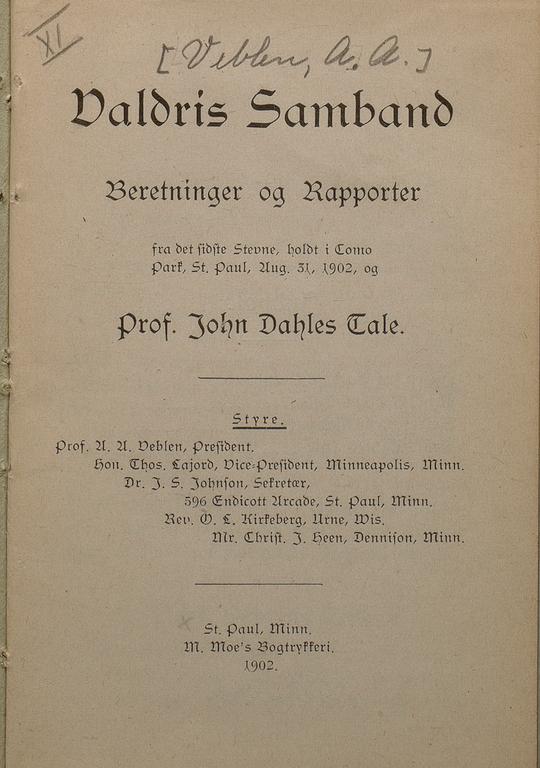 XI
[Veblen, A. A.]
Valdris Samband
Beretninger og Rapporter
fra det sidste Stevne, holdt i Como
Park, St. Paul, Aug. 31, 1902, og
Prof. John Dahles Tale.
Styre.
Prof. A. A. Veblen, President.
Hon. Thos. Lajord, Vice-President, Minneapolis, Minn.
Dr. J. S. Johnson, Sekretær,
596 Endicott Arcade, St. Paul, Minn.
Rev. O. L. Kirkeberg, Arne, Wis.
Mr. Christ. J. Heen, Dennison, Minn.
St. Paul, Minn.
M. Moe's Bogtrykkeri.
1902.